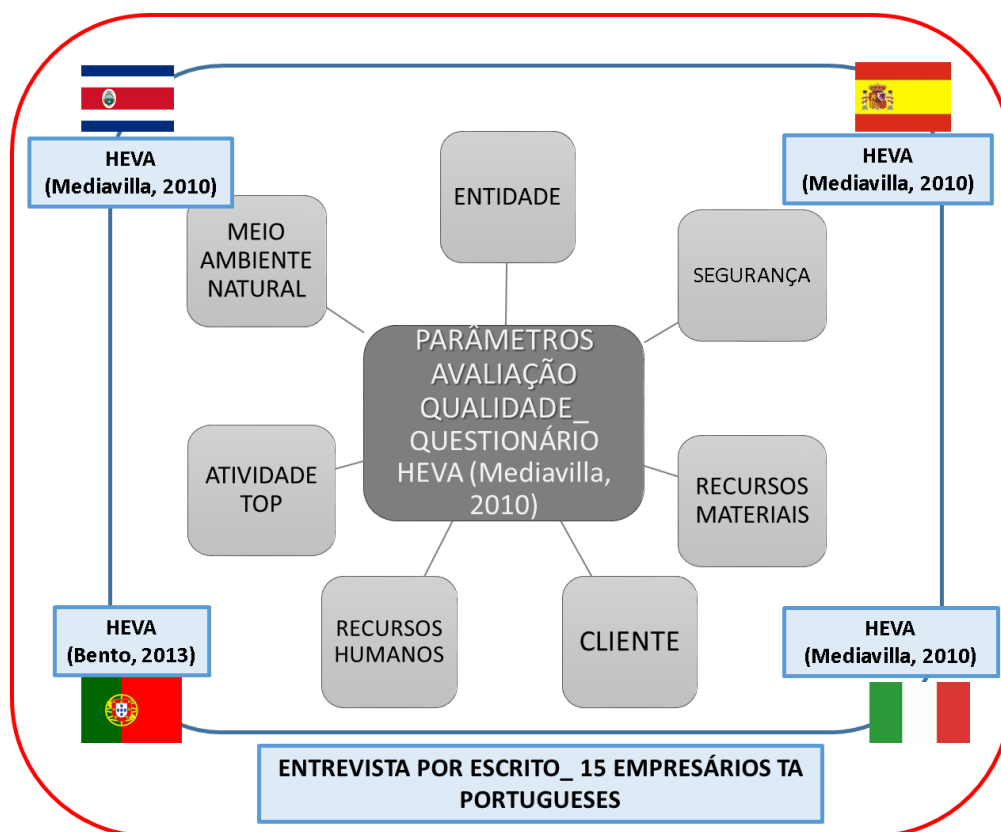 HEVA
(Mediavilla, 2010)
HEVA
(Mediavilla, 2010)
ENTIDADE
MEIO
AMBIENTE
NATURAL
SEGURANÇA
PARÂMETROS
AVALIAÇÃO
QUALIDADE_
QUESTIONÁRIO
HEVA (Mediavilla,
2010)
ATIVIDADE
TOP
RECURSOS
MATERIAIS
RECURSOS
HUMANOS
CLIENTE
HEVA
(Bento, 2013)
HEVA
(Mediavilla, 2010)
ENTREVISTA POR ESCRITO_ 15 EMPRESÁRIOS TA
PORTUGUESES